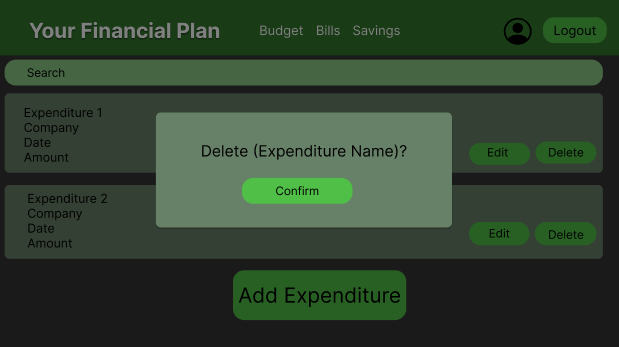 Your Financial Plan
Budget Bills Savings
Logout
Search
Expenditure 1
Company
Date
Amount
Edit Delete
Delete (Expenditure Name)?
Confirm
Expenditure 2
Company
Date
Amount
Edit Delete
Add Expenditure